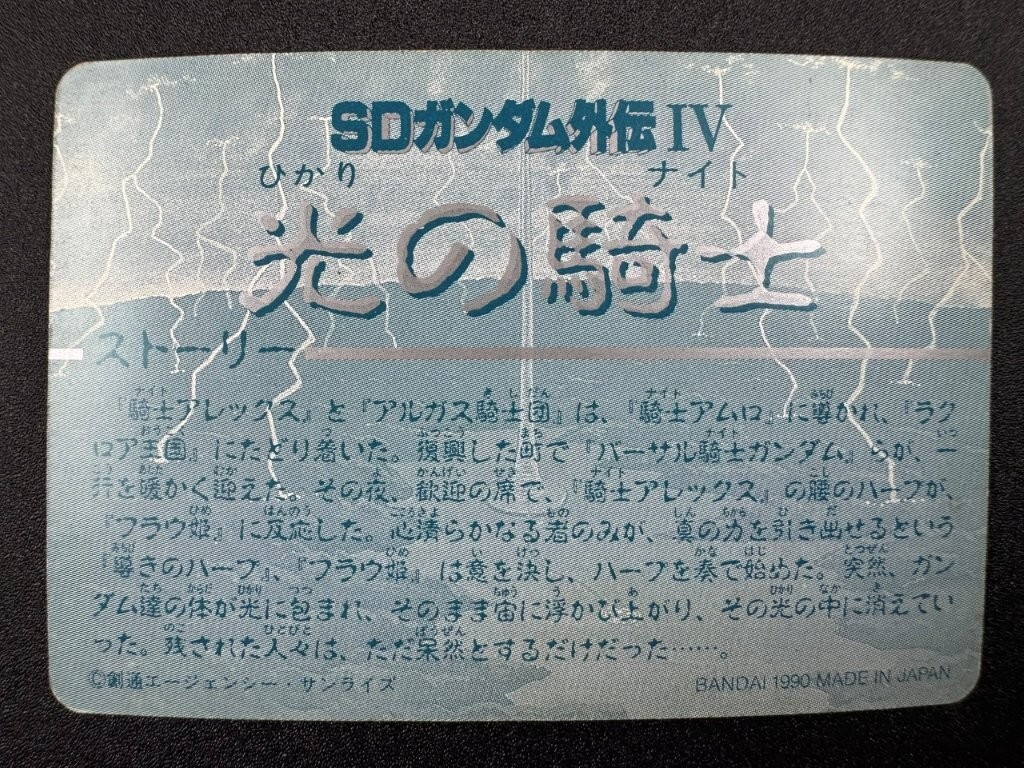 SDガンダム外伝 IV
ひかり ナイト
光の騎士
ストーリー
『騎士アレックス』と『アルガス騎士団』は、『騎士アムロ』に導かれ、『ラク
ロア王国』にたどり着いた。復興した町で『バーサル騎士ガンダム』らが、一
行を暖かく迎えた。その夜、歓迎の席で、『騎士アレックス』の腰のハープが、
『フラウ姫』に反応した。心清らかなる者のみが、真の力を引き出せるという
『導きのハープ』、『フラウ姫』は意を決し、ハープを奏で始めた。突然、ガン
ダム達の体が光に包まれ、そのまま宙に浮かび上がり、その光の中に消えてい
った。残された人々は、ただ呆然とするだけだった……。
©創通エージェンシー・サンライズ
BANDAI 1990 MADE IN JAPAN